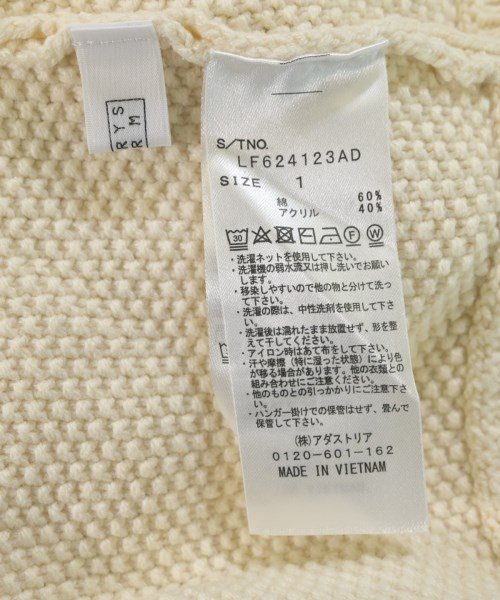 RYS
RM
S/TNO.
LF624123AD
SIZE 1
綿 60%
アクリル 40%
30
F W
・洗濯ネットを使用して下さい。
・洗濯機の弱水流又は押し洗いでお願い
します。
・移染しやすいので他の物と分けて洗っ
て下さい。
・洗濯の際は、中性洗剤を使用して下さ
い。
・洗濯後は濡れたまま放置せず、形を整
えて干してください。
・アイロン時はあて布をして下さい。
・汗や摩擦（特に湿った状態）により色
が移る場合があります。他の衣類との
組み合わせにご注意ください。
・他のものとの引っかかりにご注意下さ
い。
・ハンガー掛けでの保管はせず、畳んで
保管して下さい。
(株)アダストリア
0120-601-162
MADE IN VIETNAM